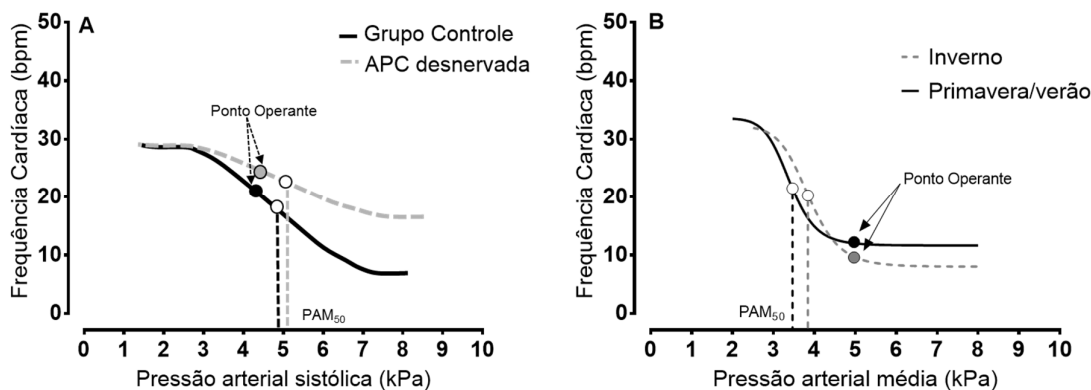 A
Grupo Controle
APC desnervada
Ponto Operante
PAM50
Frequência Cardíaca (bpm)
50
40
30
20
10
0
0 1 2 3 4 5 6 7 8 9 10
Pressão arterial sistólica (kPa)
B
Inverno
Primavera/verão
Ponto Operante
PAM50
Frequência Cardíaca (bpm)
50
40
30
20
10
0
0 1 2 3 4 5 6 7 8 9 10
Pressão arterial média (kPa)